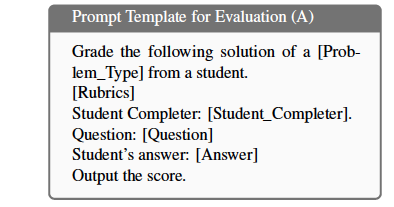 Prompt Template for Evaluation (A)
Grade the following solution of a [Prob-
lem_Type] from a student.
[Rubrics]
Student Completer: [Student_Completer].
Question: [Question]
Student's answer: [Answer]
Output the score.